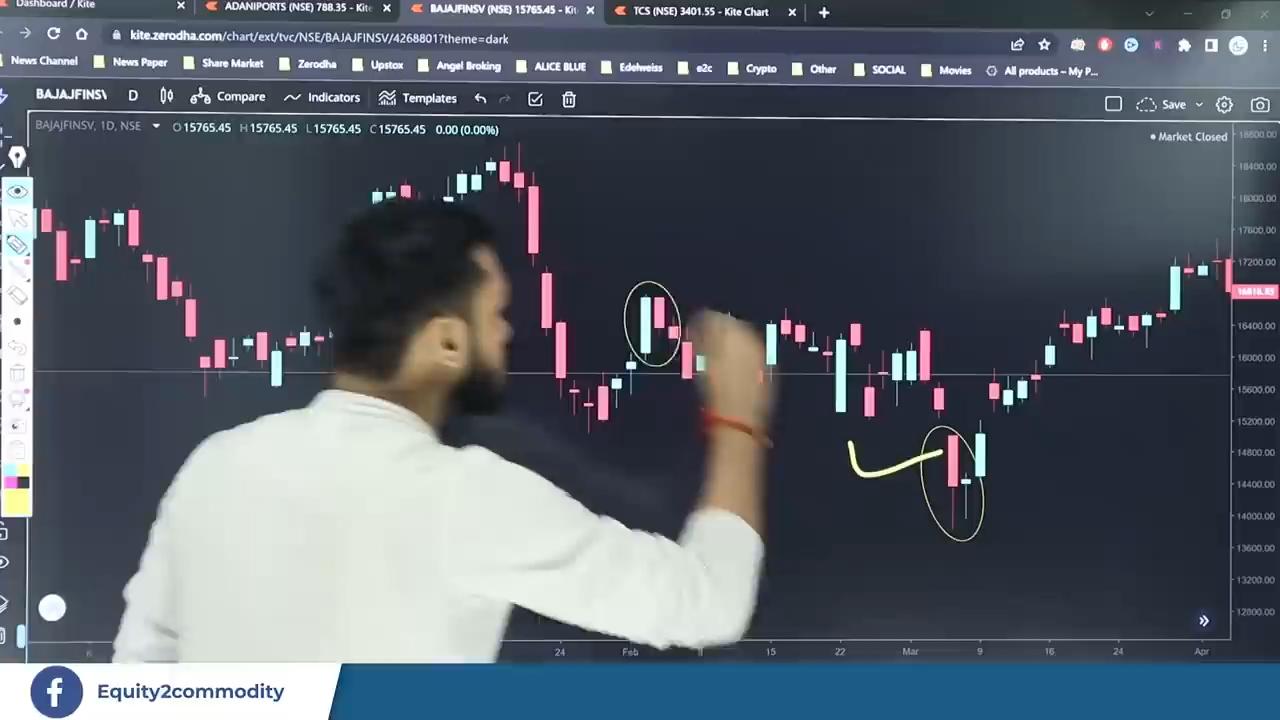 Dashboard / Kite
ADANIPORTS (NSE) 788.35 - Kite
BAJAJFINSV (NSE) 15765.45 - Kit
TCS (NSE) 3401.55 - Kite Chart
kite.zerodha.com/chart/ext/tvc/NSE/BAJAJFINSV/4268801?theme=dark
News Channel News Paper Share Market Zerodha Upstox Angel Broking ALICE BLUE Edelweiss e2c Crypto Other SOCIAL Movies All products – My P...
BAJAJFINSV D Compare Indicators Templates Save
BAJAJFINSV, 1D, NSE O15765.45 H15765.45 L15765.45 C15765.45 0.00 (0.00%)
Market Closed
18800.00
18400.00
18000.00
17600.00
17200.00
16400.00
16000.00
15600.00
15200.00
14800.00
14400.00
14000.00
13600.00
13200.00
12800.00
24 Feb 15 22 Mar 9 16 24 Apr
Equity2commodity